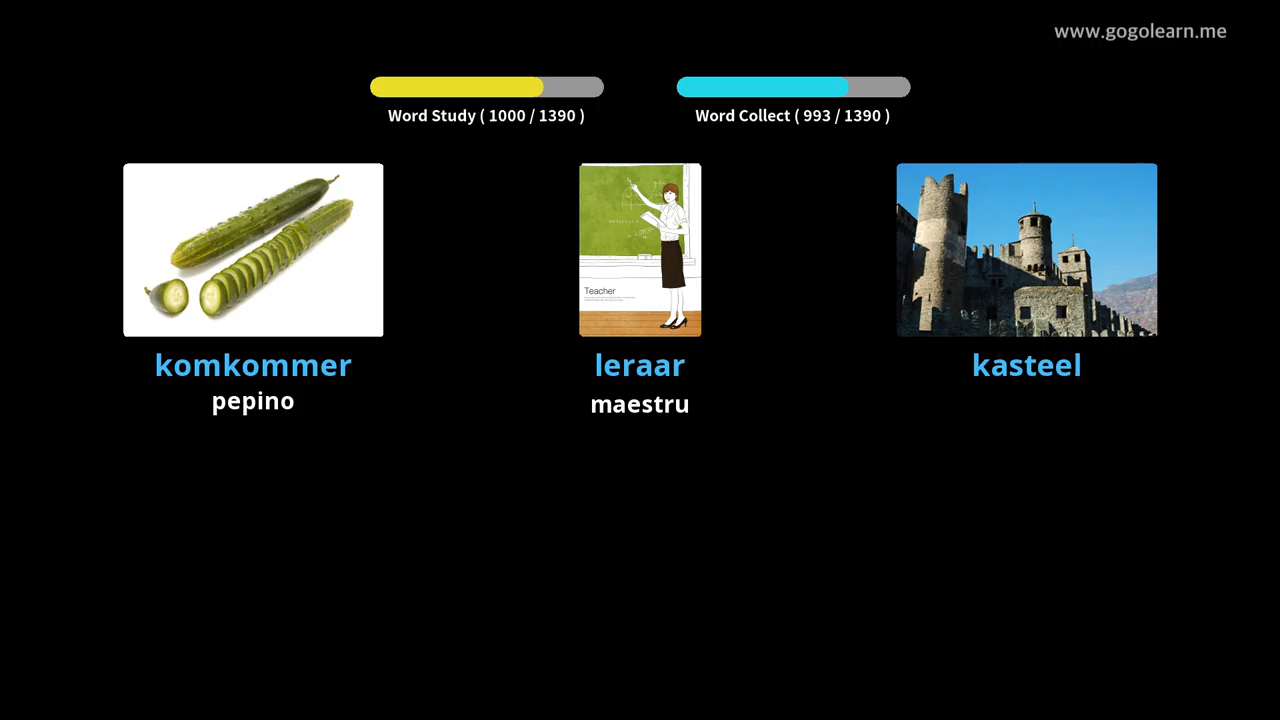 www.gogolearn.me
Word Study ( 1000 / 1390 )
Word Collect ( 993 / 1390 )
Teacher
komkommer
leraar
kasteel
pepino
maestru